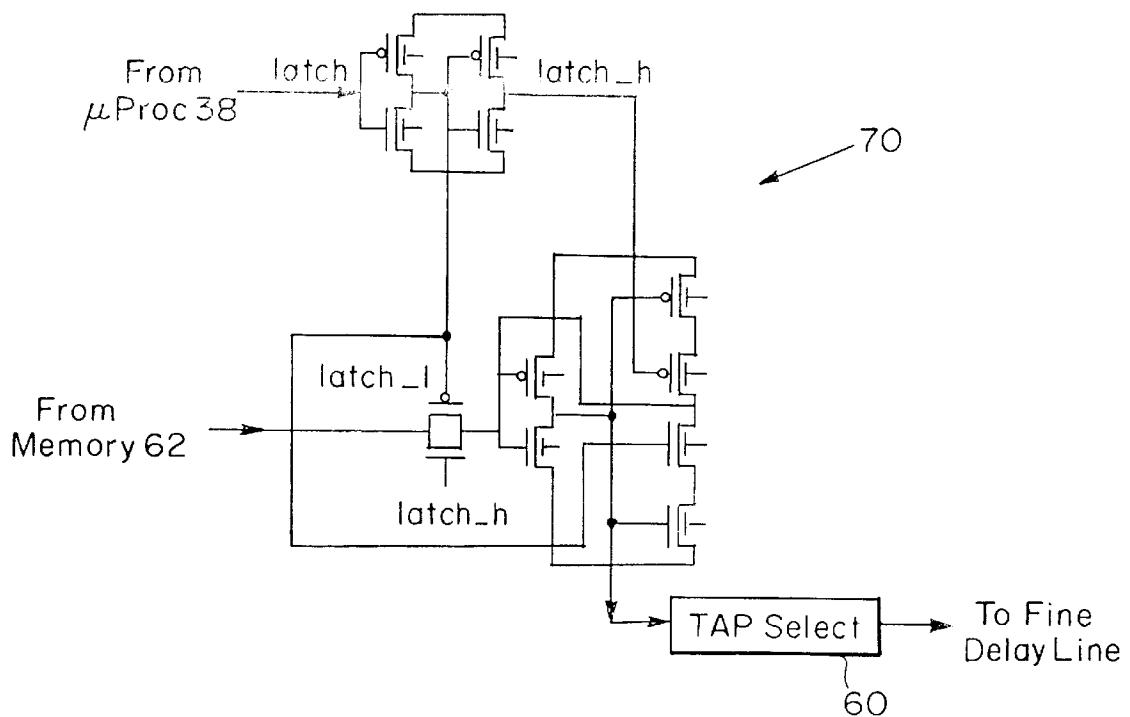 From
μProc 38
latch
latch_h
70
latch_l
From
Memory 62
latch_h
TAP Select
To Fine
Delay Line
60